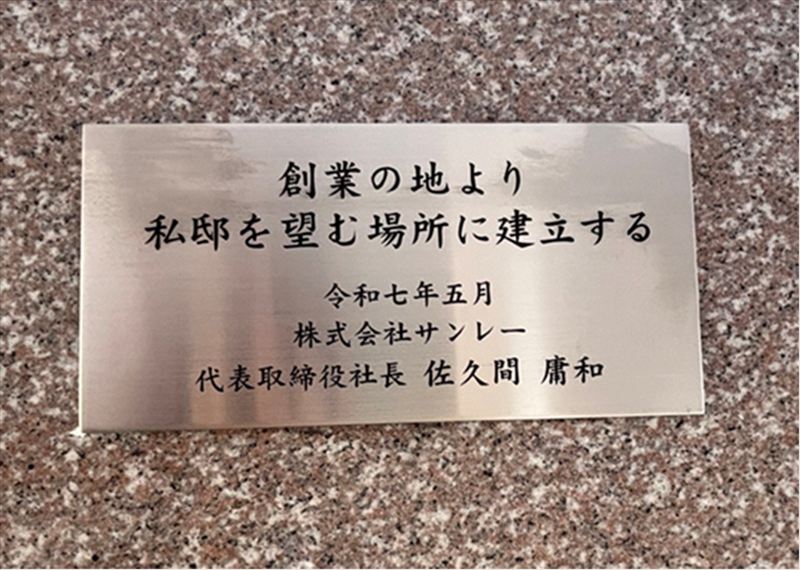 創業の地より
私邸を望む場所に建立する
令和七年五月
株式会社サンレー
代表取締役社長 佐久間 庸和